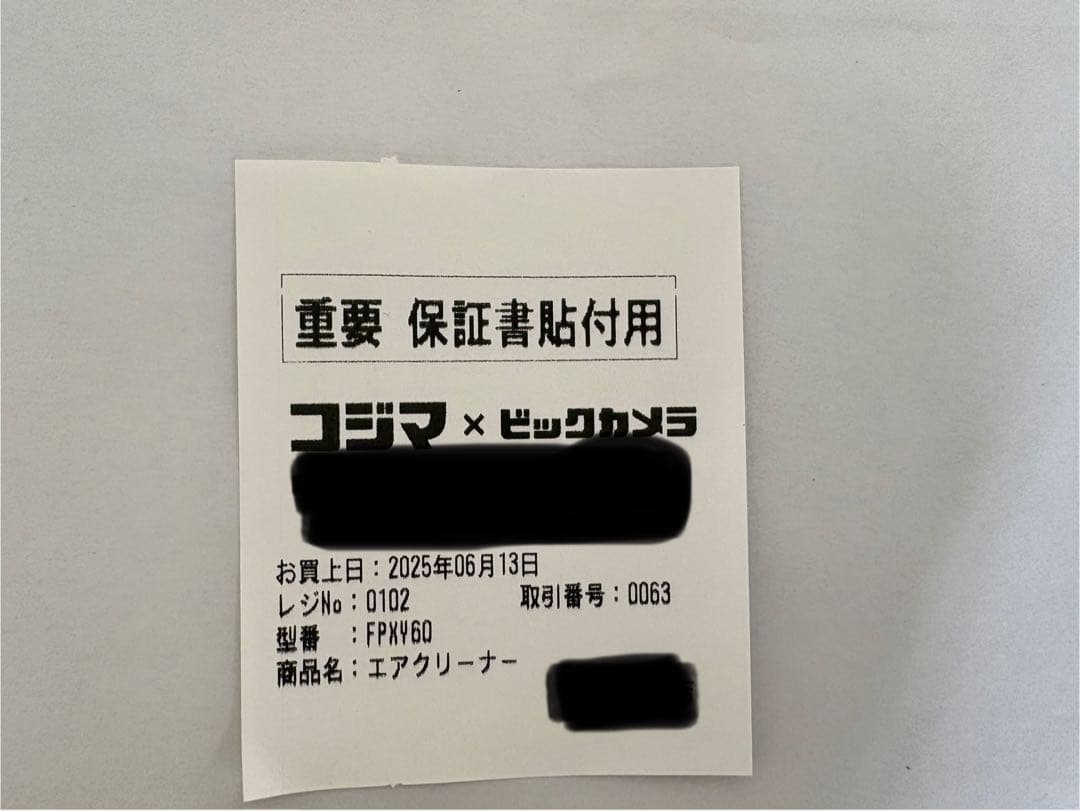 重要 保証書貼付用
コジマ×ビックカメラ
お買上日：2025年06月13日
レジNo：0102 取引番号：0063
型番　：FPXY60
商品名：エアクリーナー